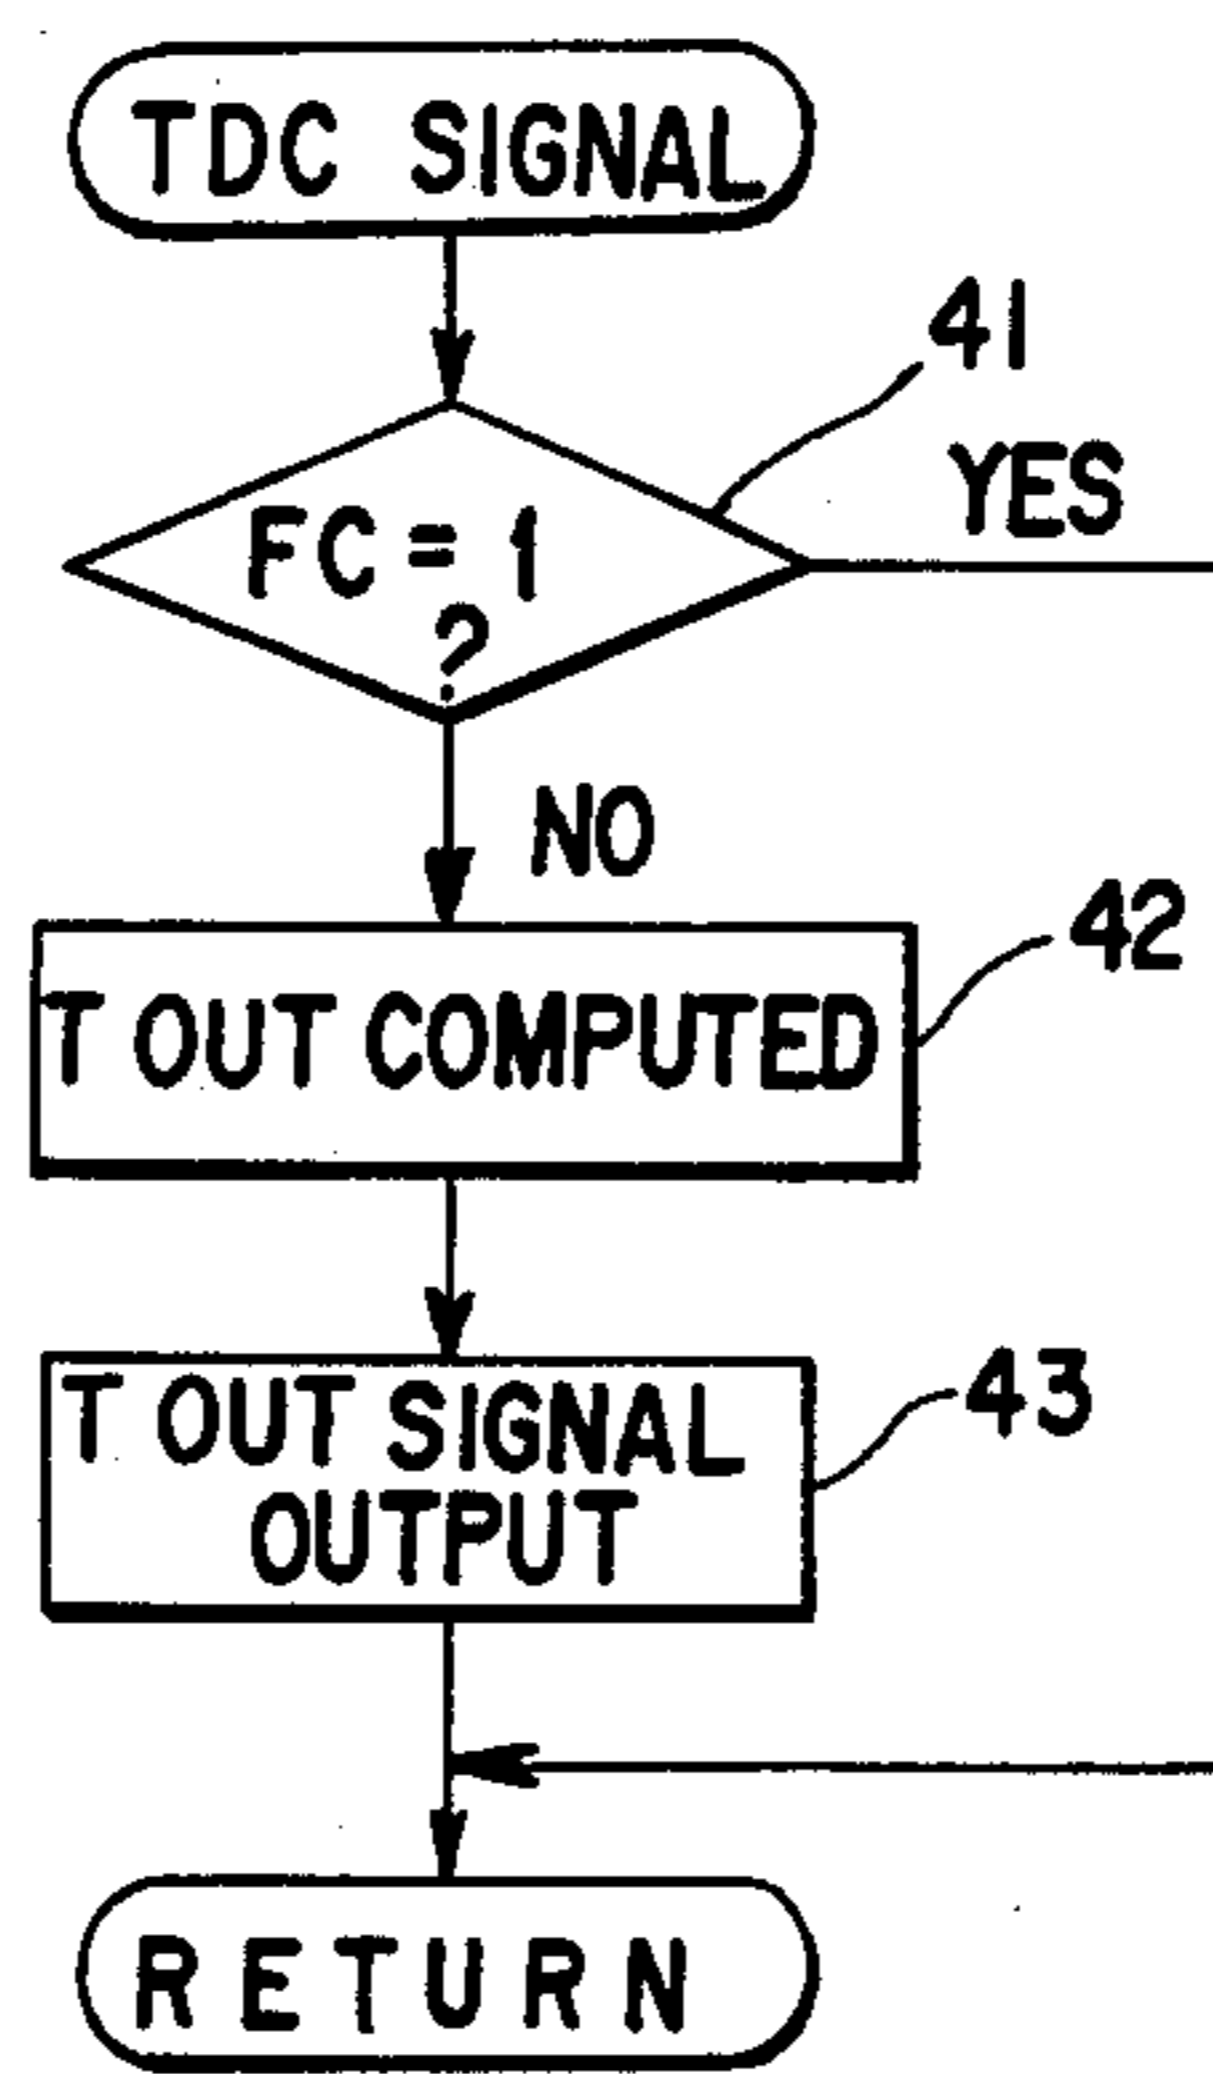 TDC SIGNAL
41
YES
FC = 1
?
NO
42
T OUT COMPUTED
43
T OUT SIGNAL
OUTPUT
RETURN